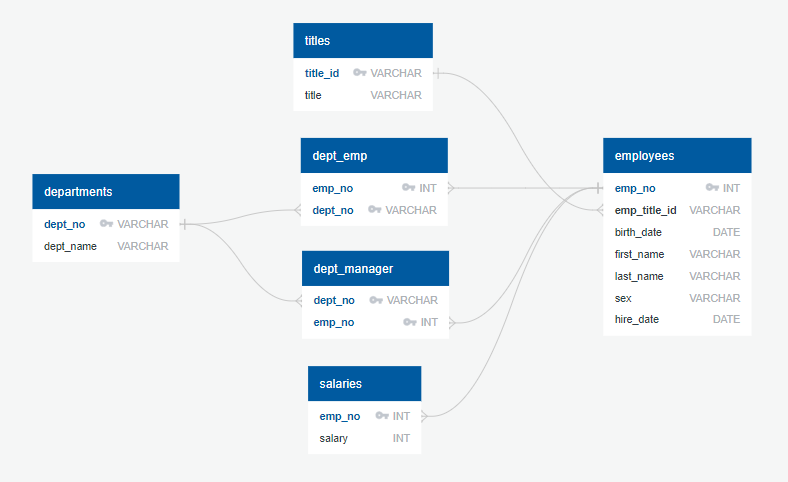 titles
title_id VARCHAR
title VARCHAR
dept_emp
emp_no INT
dept_no VARCHAR
employees
emp_no INT
emp_title_id VARCHAR
birth_date DATE
first_name VARCHAR
last_name VARCHAR
sex VARCHAR
hire_date DATE
departments
dept_no VARCHAR
dept_name VARCHAR
dept_manager
dept_no VARCHAR
emp_no INT
salaries
emp_no INT
salary INT